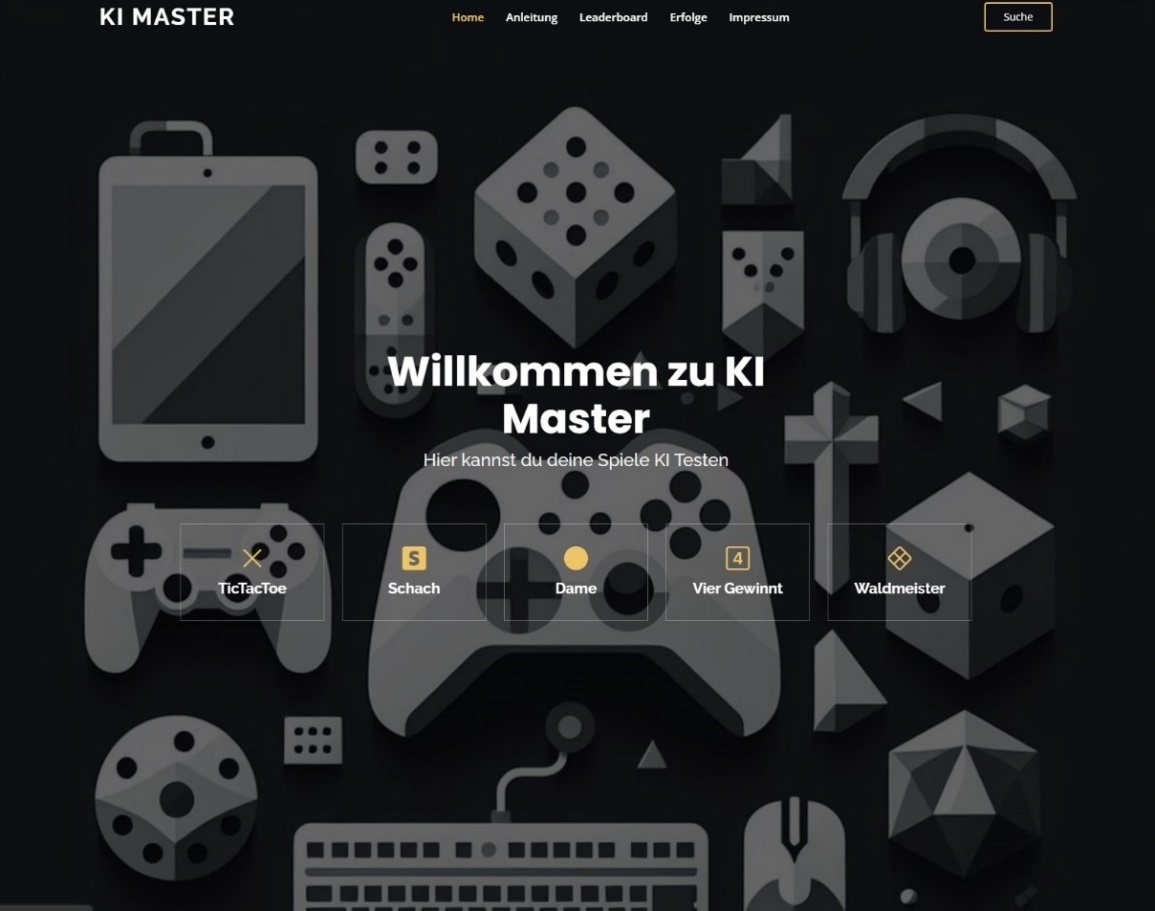 KI MASTER
Home Anleitung Leaderboard Erfolge Impressum
Suche
Willkommen zu KI
Master
Hier kannst du deine Spiele KI Testen
S
4
TicTacToe Schach Dame Vier Gewinnt Waldmeister